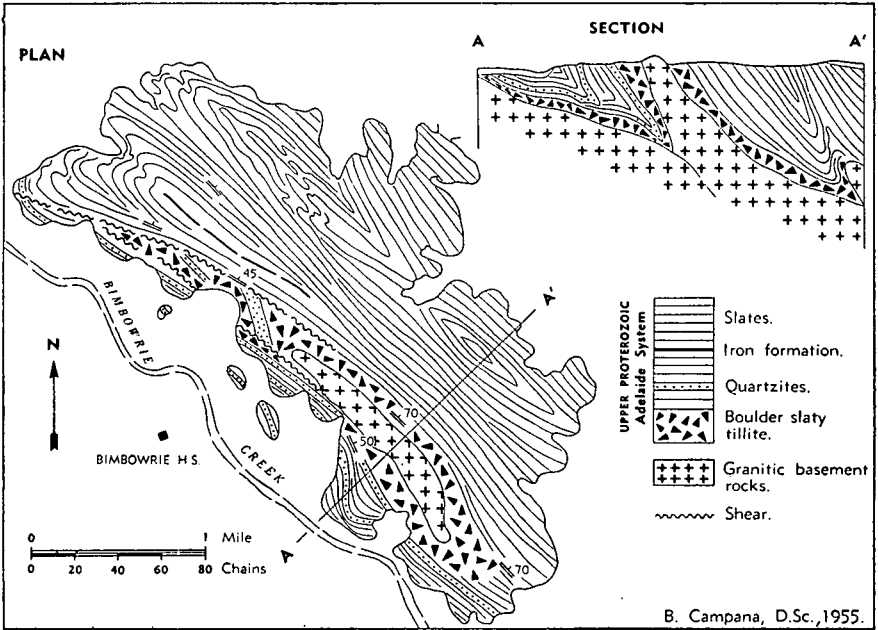 PLAN
SECTION
A
A'
45
A'
70
50
70
A
BIMBOWRIE
CREEK
N
BIMBOWRIE H S.
0 1 Mile
0 20 40 60 80 Chains
UPPER PROTEROZOIC
Adelaide System
Slates.
Iron formation.
Quartzites.
Boulder slaty
tillite.
Granitic basement
rocks.
Shear.
B. Campana, D.Sc.,1955.